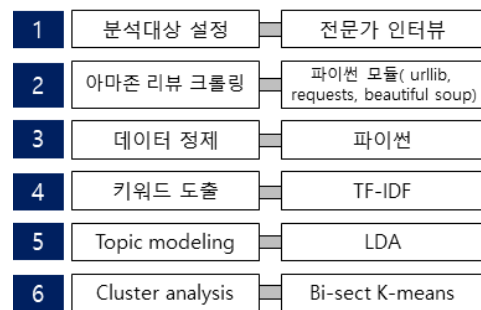 1 분석대상 설정 전문가 인터뷰
2 아마존 리뷰 크롤링 파이썬 모듈( urllib,
requests, beautiful soup)
3 데이터 정제 파이썬
4 키워드 도출 TF-IDF
5 Topic modeling LDA
6 Cluster analysis Bi-sect K-means